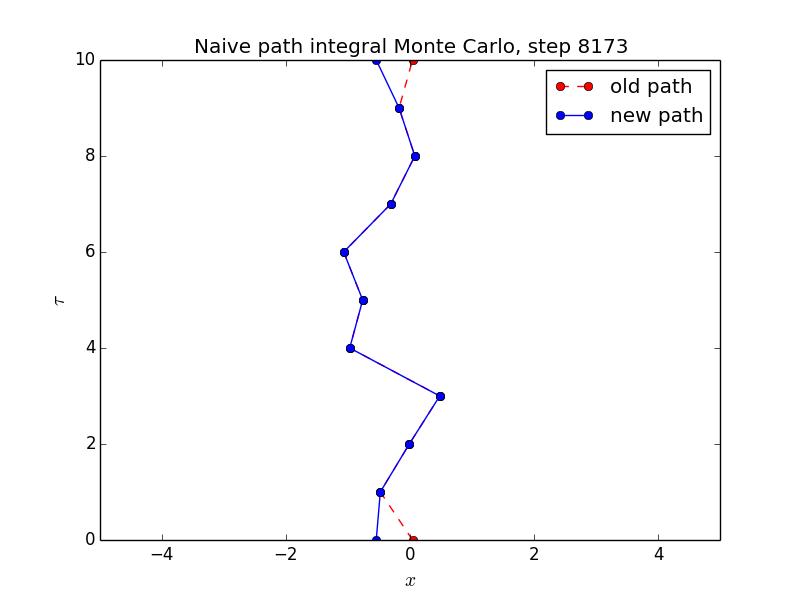 Naive path integral Monte Carlo, step 8173
old path
new path
10
8
6
4
2
0
τ
−4
−2
0
2
4
x